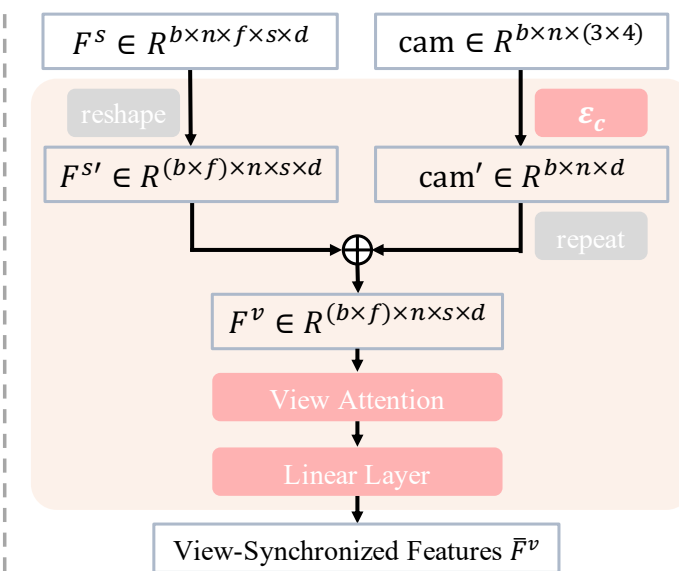 F^s ∈ R^{b×n×f×s×d}
cam ∈ R^{b×n×(3×4)}
reshape
ε_c
F^{s′} ∈ R^{(b×f)×n×s×d}
cam′ ∈ R^{b×n×d}
repeat
F^v ∈ R^{(b×f)×n×s×d}
View Attention
Linear Layer
View-Synchronized Features F̄^v